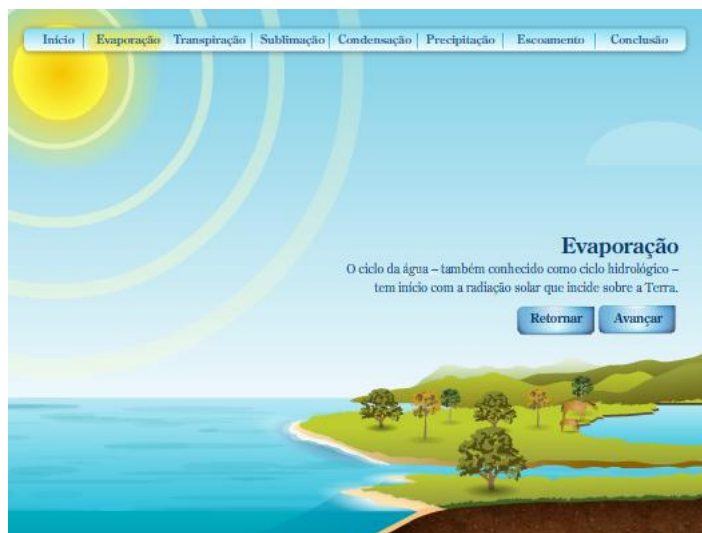 Início | Evaporação Transpiração | Sublimação | Condensação | Precipitação | Escoamento | Conclusão
Evaporação
O ciclo da água – também conhecido como ciclo hidrológico –
tem início com a radiação solar que incide sobre a Terra.
Retornar Avançar